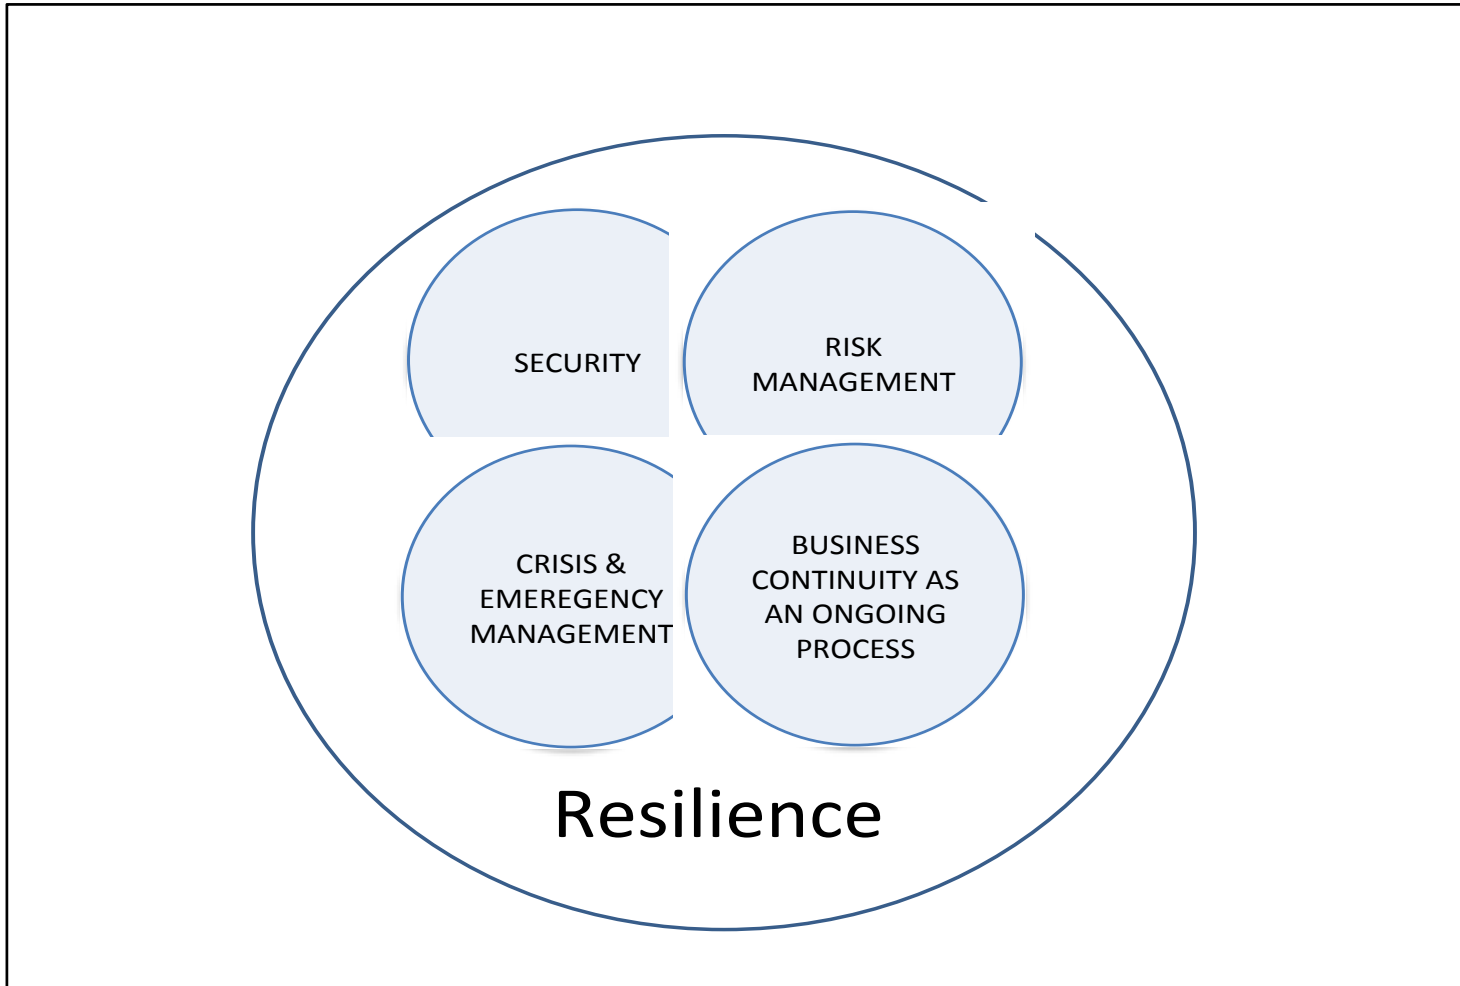 SECURITY
RISK
MANAGEMENT
CRISIS &
EMEREGENCY
MANAGEMENT
BUSINESS
CONTINUITY AS
AN ONGOING
PROCESS
Resilience